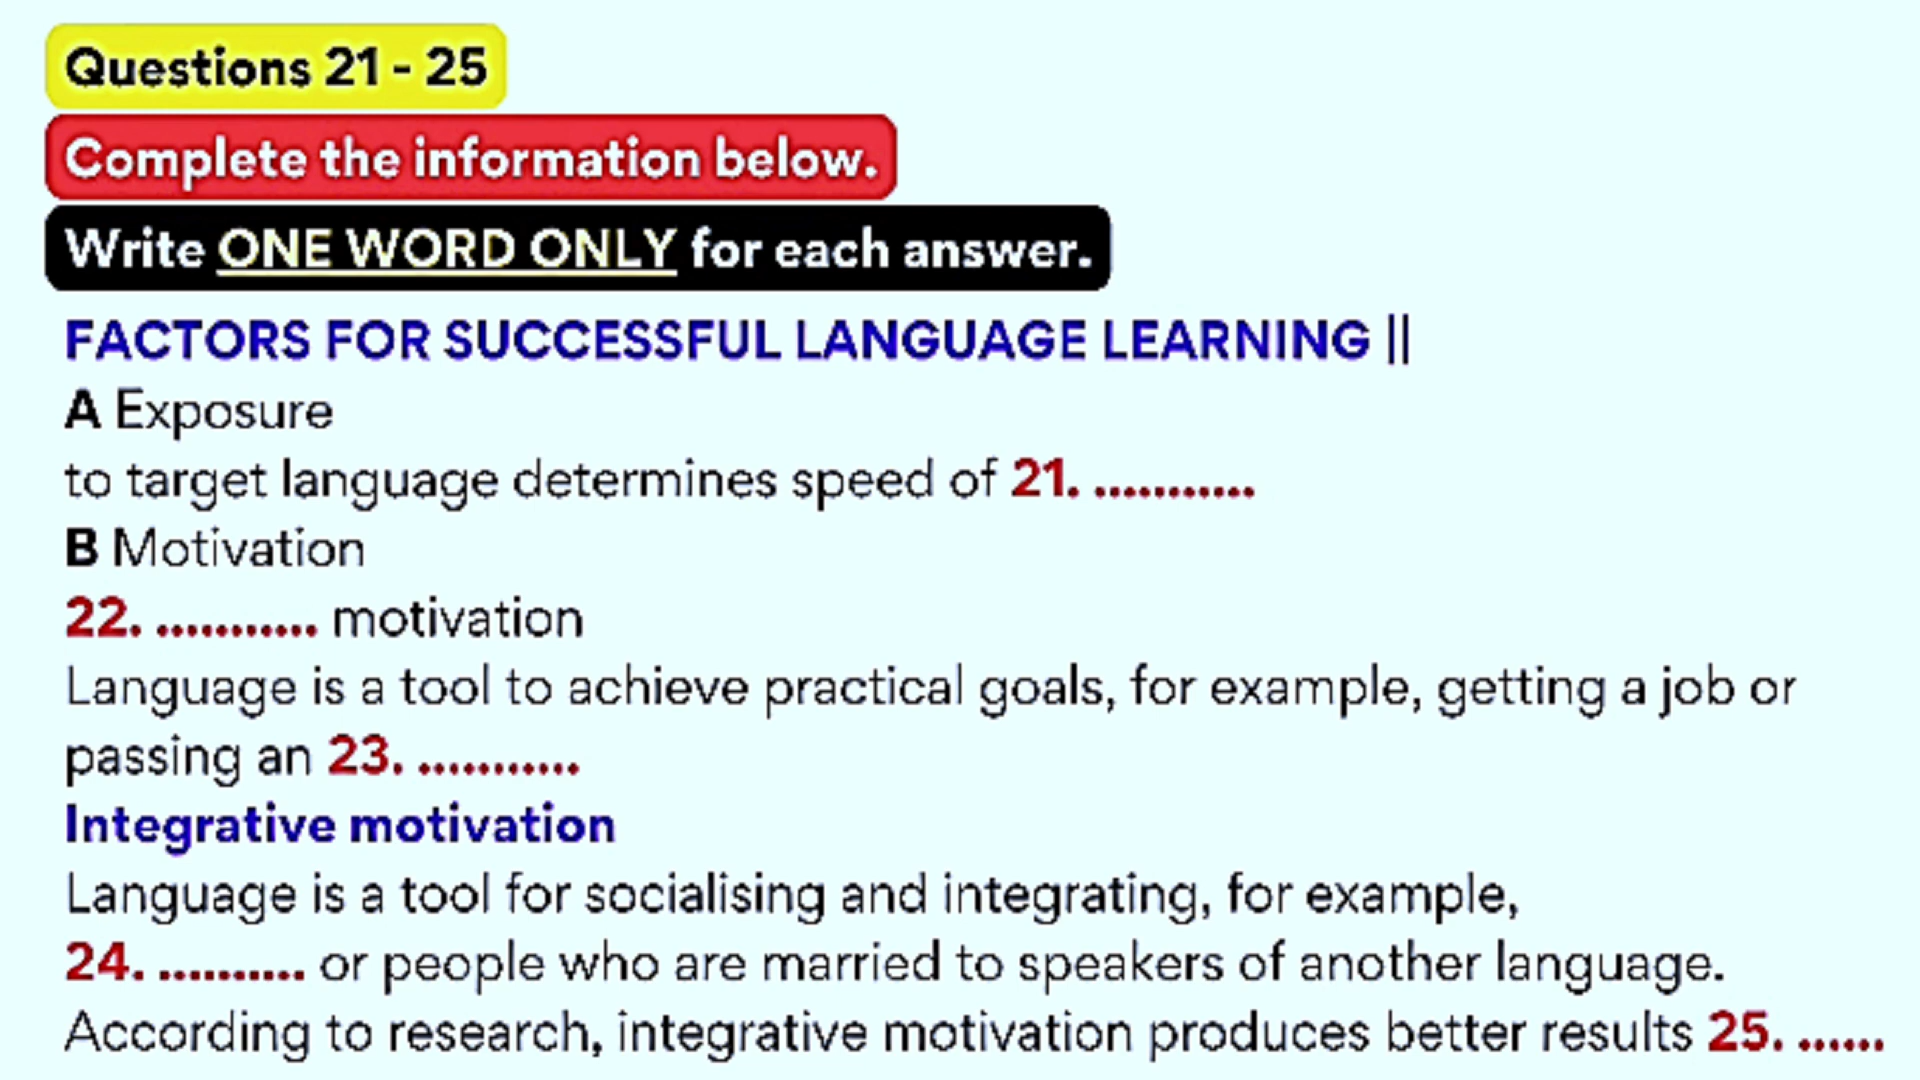 Questions 21 - 25
Complete the information below.
Write ONE WORD ONLY for each answer.
FACTORS FOR SUCCESSFUL LANGUAGE LEARNING ||
A Exposure
to target language determines speed of 21. ...........
B Motivation
22. ........... motivation
Language is a tool to achieve practical goals, for example, getting a job or
passing an 23. ...........
Integrative motivation
Language is a tool for socialising and integrating, for example,
24. .......... or people who are married to speakers of another language.
According to research, integrative motivation produces better results 25. ......